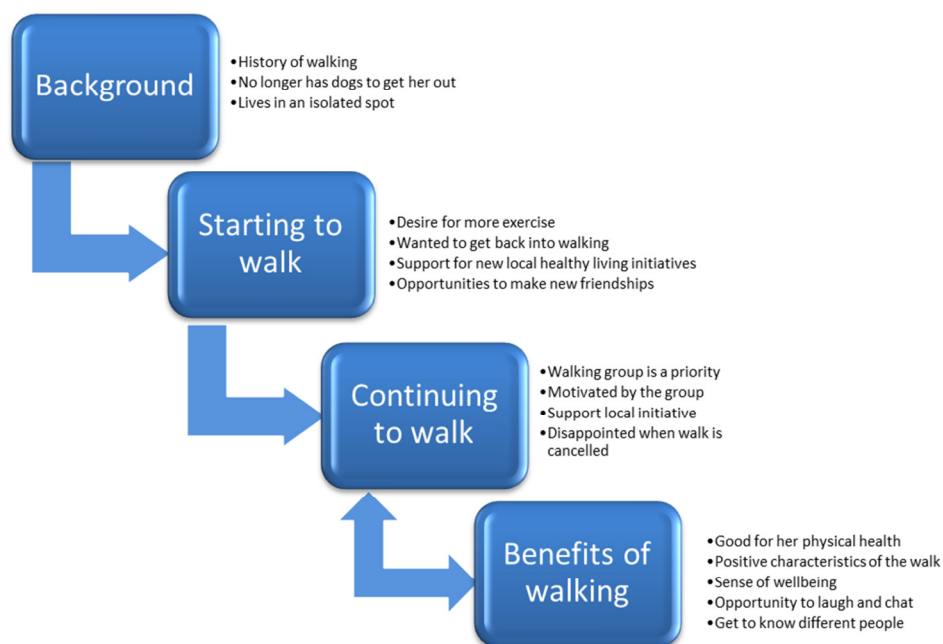 Background
•History of walking
•No longer has dogs to get her out
•Lives in an isolated spot
Starting to
walk
•Desire for more exercise
•Wanted to get back into walking
•Support for new local healthy living initiatives
•Opportunities to make new friendships
Continuing
to walk
•Walking group is a priority
•Motivated by the group
•Support local initiative
•Disappointed when walk is
cancelled
Benefits of
walking
•Good for her physical health
•Positive characteristics of the walk
•Sense of wellbeing
•Opportunity to laugh and chat
•Get to know different people